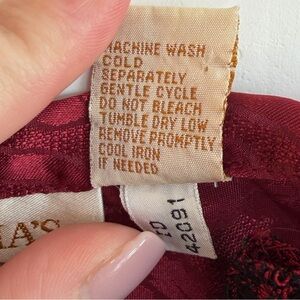 MACHINE WASH
COLD
SEPARATELY
GENTLE CYCLE
DO NOT BLEACH
TUMBLE DRY LOW
REMOVE PROMPTLY
COOL IRON
IF NEEDED
IA'S
42091